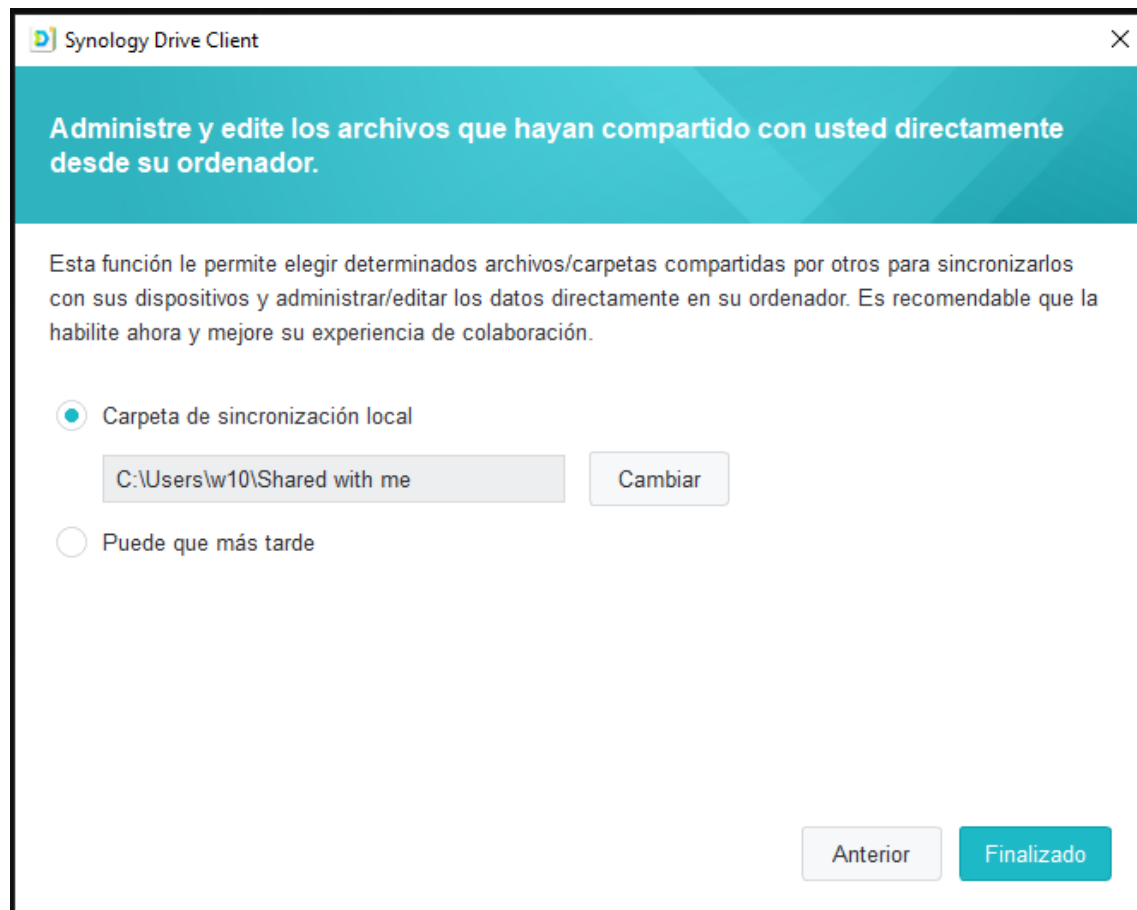 Synology Drive Client
Administre y edite los archivos que hayan compartido con usted directamente
desde su ordenador.
Esta función le permite elegir determinados archivos/carpetas compartidas por otros para sincronizarlos
con sus dispositivos y administrar/editar los datos directamente en su ordenador. Es recomendable que la
habilite ahora y mejore su experiencia de colaboración.
Carpeta de sincronización local
C:\Users\w10\Shared with me
Cambiar
Puede que más tarde
Anterior
Finalizado